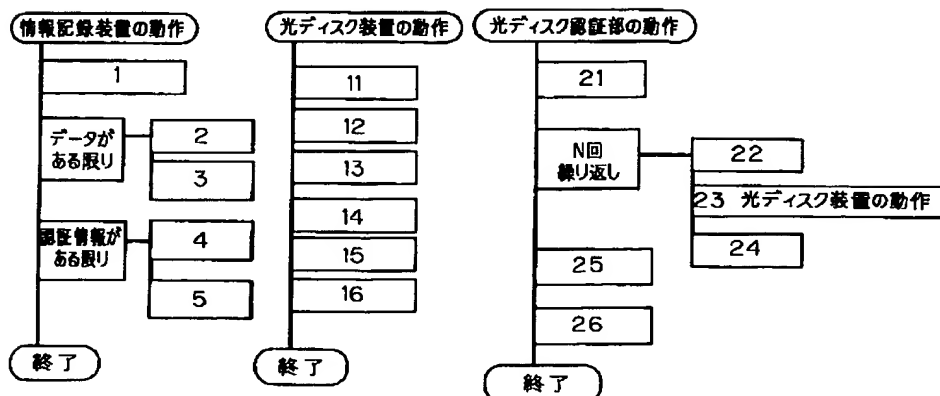 情報記録装置の動作
1
データが
ある限り
2
3
認証情報が
ある限り
4
5
終了
光ディスク装置の動作
11
12
13
14
15
16
終了
光ディスク認証部の動作
21
N回
繰り返し
22
23 光ディスク装置の動作
24
25
26
終了